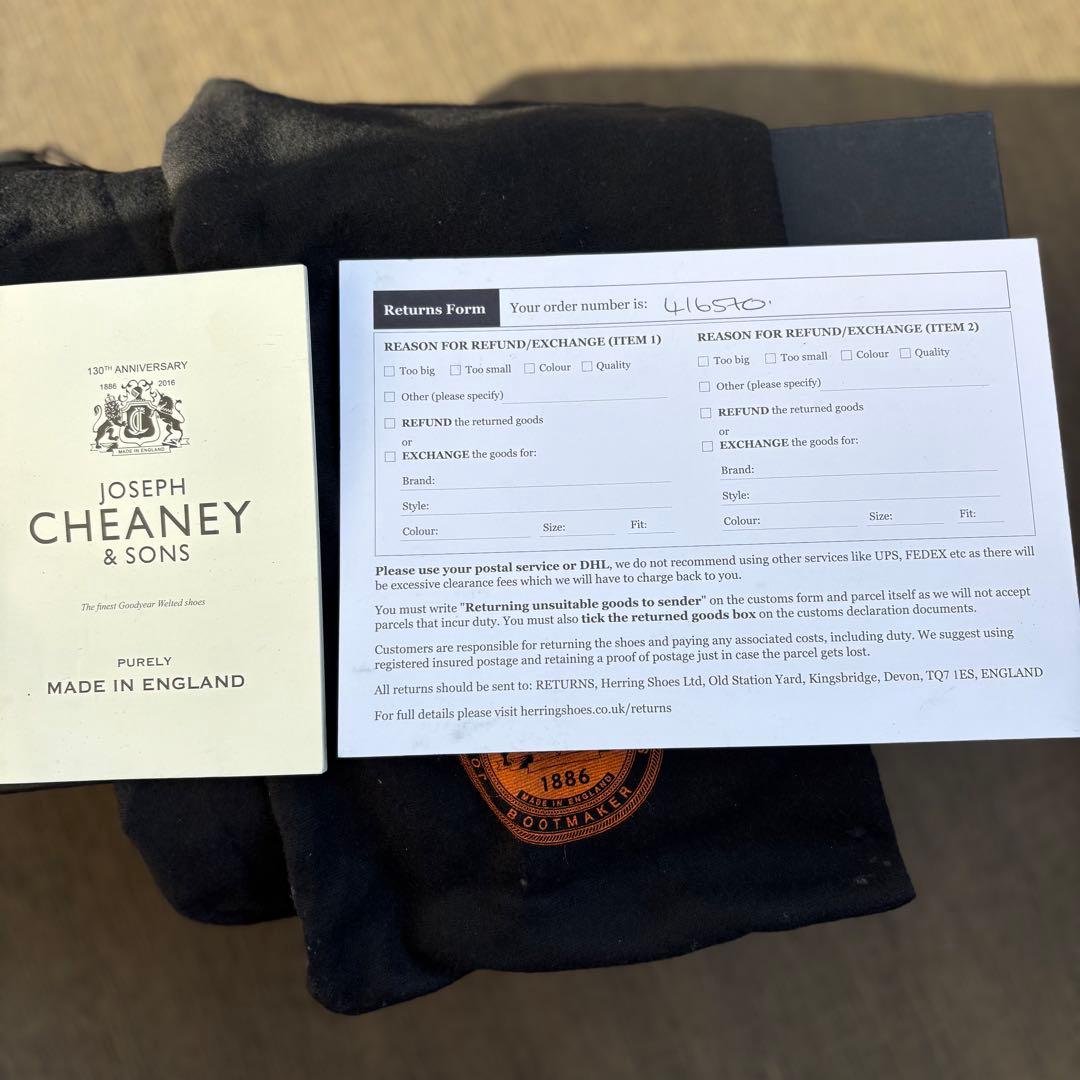 130TH ANNIVERSARY
1886 2016
MADE IN ENGLAND
JOSEPH
CHEANEY
& SONS
The finest Goodyear Welted shoes
PURELY
MADE IN ENGLAND
Returns Form Your order number is: 416570.
REASON FOR REFUND/EXCHANGE (ITEM 1)
Too big Too small Colour Quality
Other (please specify)
REFUND the returned goods
or
EXCHANGE the goods for:
Brand:
Style:
Colour: Size: Fit:
REASON FOR REFUND/EXCHANGE (ITEM 2)
Too big Too small Colour Quality
Other (please specify)
REFUND the returned goods
or
EXCHANGE the goods for:
Brand:
Style:
Colour: Size: Fit:
Please use your postal service or DHL, we do not recommend using other services like UPS, FEDEX etc as there will
be excessive clearance fees which we will have to charge back to you.
You must write "Returning unsuitable goods to sender" on the customs form and parcel itself as we will not accept
parcels that incur duty. You must also tick the returned goods box on the customs declaration documents.
Customers are responsible for returning the shoes and paying any associated costs, including duty. We suggest using
registered insured postage and retaining a proof of postage just in case the parcel gets lost.
All returns should be sent to: RETURNS, Herring Shoes Ltd, Old Station Yard, Kingsbridge, Devon, TQ7 1ES, ENGLAND
For full details please visit herringshoes.co.uk/returns
1886
MADE IN ENGLAND
BOOTMAKER